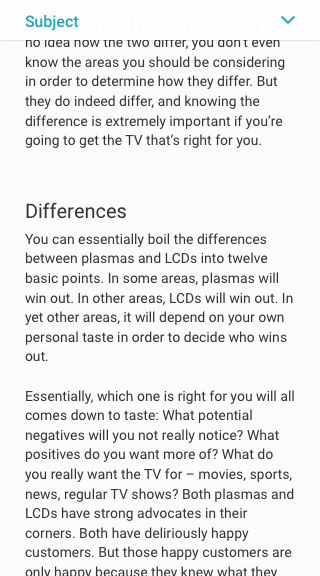 Subject
no idea how the two differ, you don't even
know the areas you should be considering
in order to determine how they differ. But
they do indeed differ, and knowing the
difference is extremely important if you're
going to get the TV that's right for you.
Differences
You can essentially boil the differences
between plasmas and LCDs into twelve
basic points. In some areas, plasmas will
win out. In other areas, LCDs will win out. In
yet other areas, it will depend on your own
personal taste in order to decide who wins
out.
Essentially, which one is right for you will all
comes down to taste: What potential
negatives will you not really notice? What
positives do you want more of? What do
you really want the TV for – movies, sports,
news, regular TV shows? Both plasmas and
LCDs have strong advocates in their
corners. Both have deliriously happy
customers. But those happy customers are
only happy because they knew what they